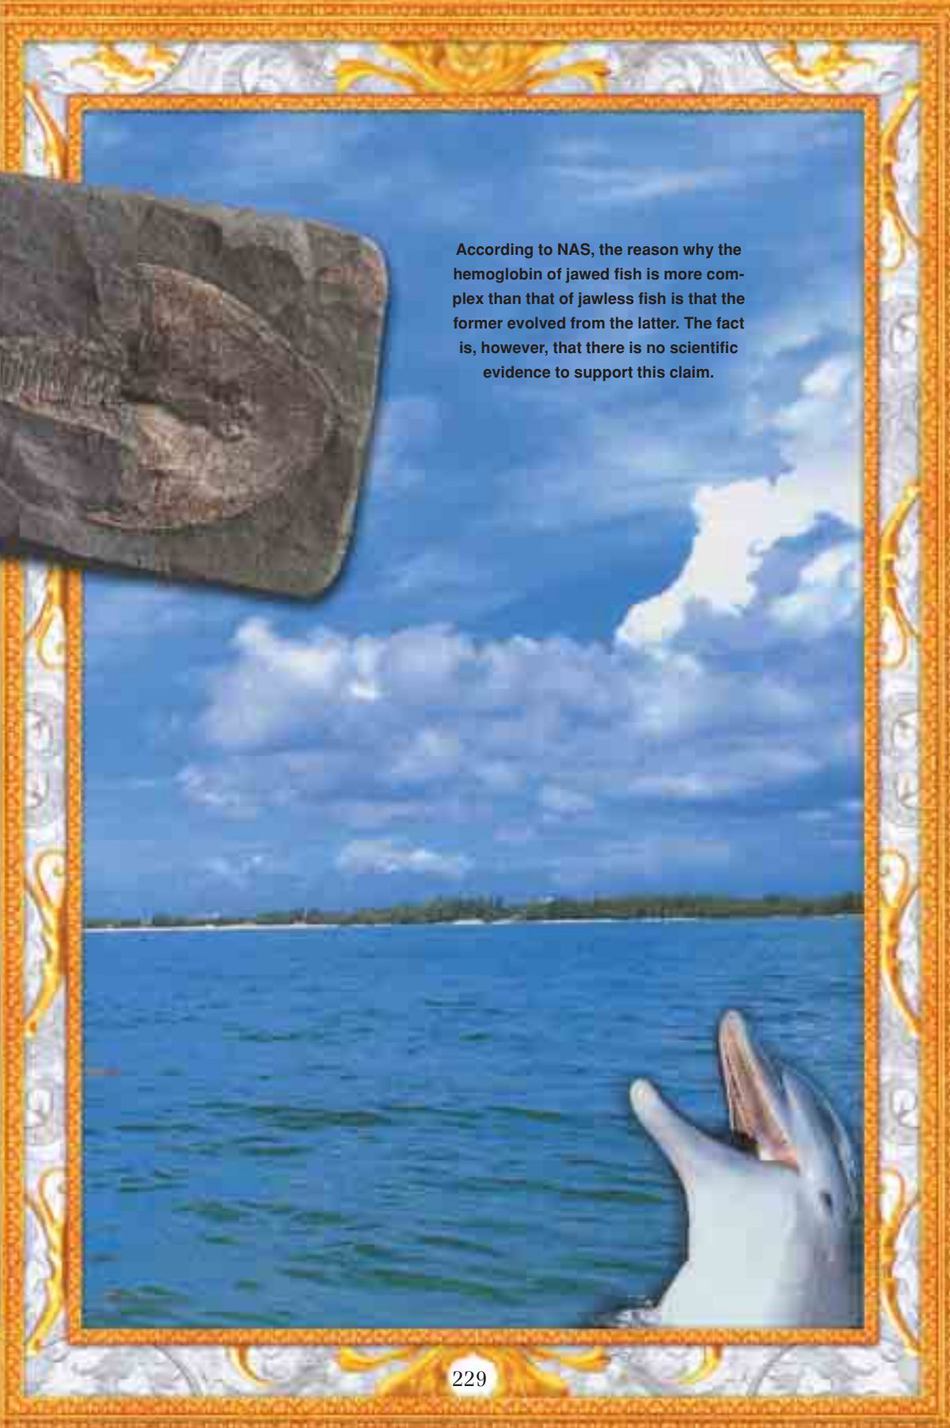 According to NAS, the reason why the
hemoglobin of jawed fish is more com-
plex than that of jawless fish is that the
former evolved from the latter. The fact
is, however, that there is no scientific
evidence to support this claim.
229